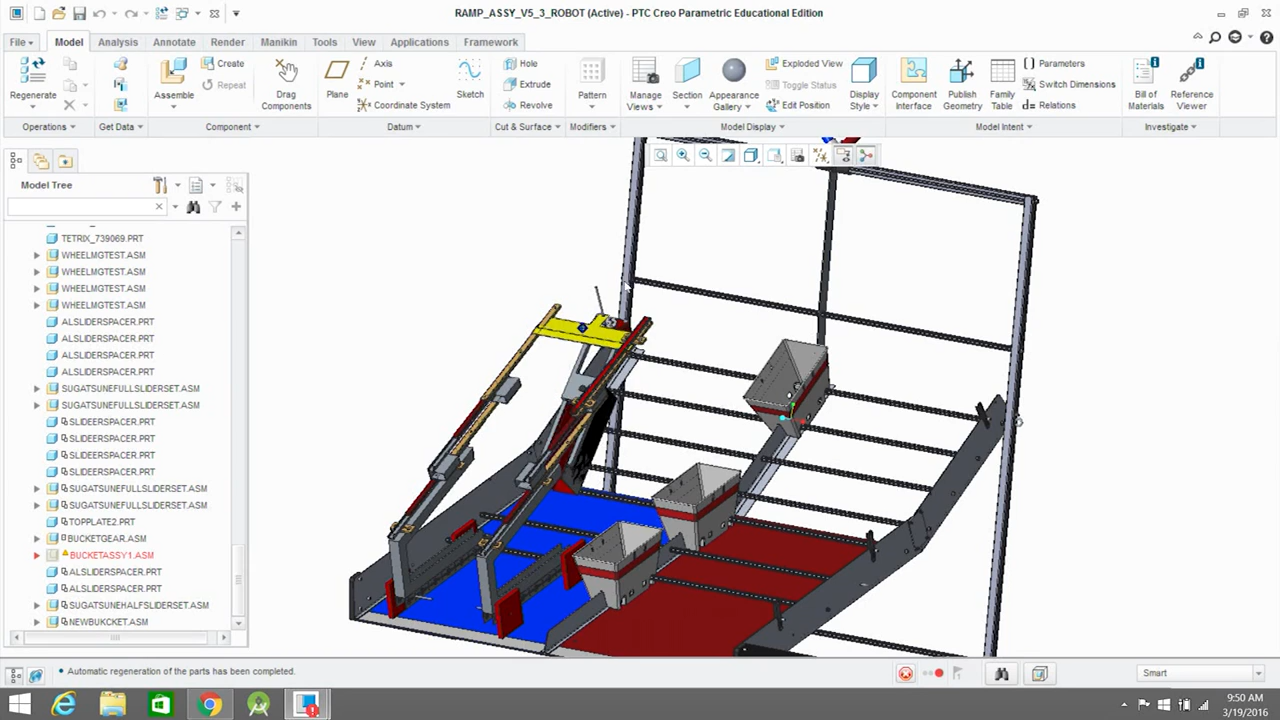 RAMP_ASSY_V5_3_ROBOT (Active) - PTC Creo Parametric Educational Edition
File Model Analysis Annotate Render Manikin Tools View Applications Framework
Regenerate
Operations
Get Data
Assemble
Create
Repeat
Component
Drag Components
Plane
Axis
Point
Coordinate System
Sketch
Datum
Hole
Extrude
Revolve
Cut & Surface
Pattern
Modifiers
Manage Views
Section
Appearance Gallery
Exploded View
Toggle Status
Edit Position
Display Style
Model Display
Component Interface
Publish Geometry
Family Table
Parameters
Switch Dimensions
Relations
Model Intent
Bill of Materials
Reference Viewer
Investigate
Model Tree
TETRIX_739069.PRT
WHEELMGTEST.ASM
WHEELMGTEST.ASM
WHEELMGTEST.ASM
WHEELMGTEST.ASM
ALSLIDERSPACER.PRT
ALSLIDERSPACER.PRT
ALSLIDERSPACER.PRT
ALSLIDERSPACER.PRT
SUGATSUNEFULLSLIDERSET.ASM
SUGATSUNEFULLSLIDERSET.ASM
SLIDEERSPACER.PRT
SLIDEERSPACER.PRT
SLIDEERSPACER.PRT
SLIDEERSPACER.PRT
SUGATSUNEFULLSLIDERSET.ASM
SUGATSUNEFULLSLIDERSET.ASM
TOPPLATE2.PRT
BUCKETGEAR.ASM
BUCKETASSY1.ASM
ALSLIDERSPACER.PRT
ALSLIDERSPACER.PRT
SUGATSUNEHALFSLIDERSET.ASM
NEWBUKCKET.ASM
• Automatic regeneration of the parts has been completed.
Smart
9:50 AM
3/19/2016